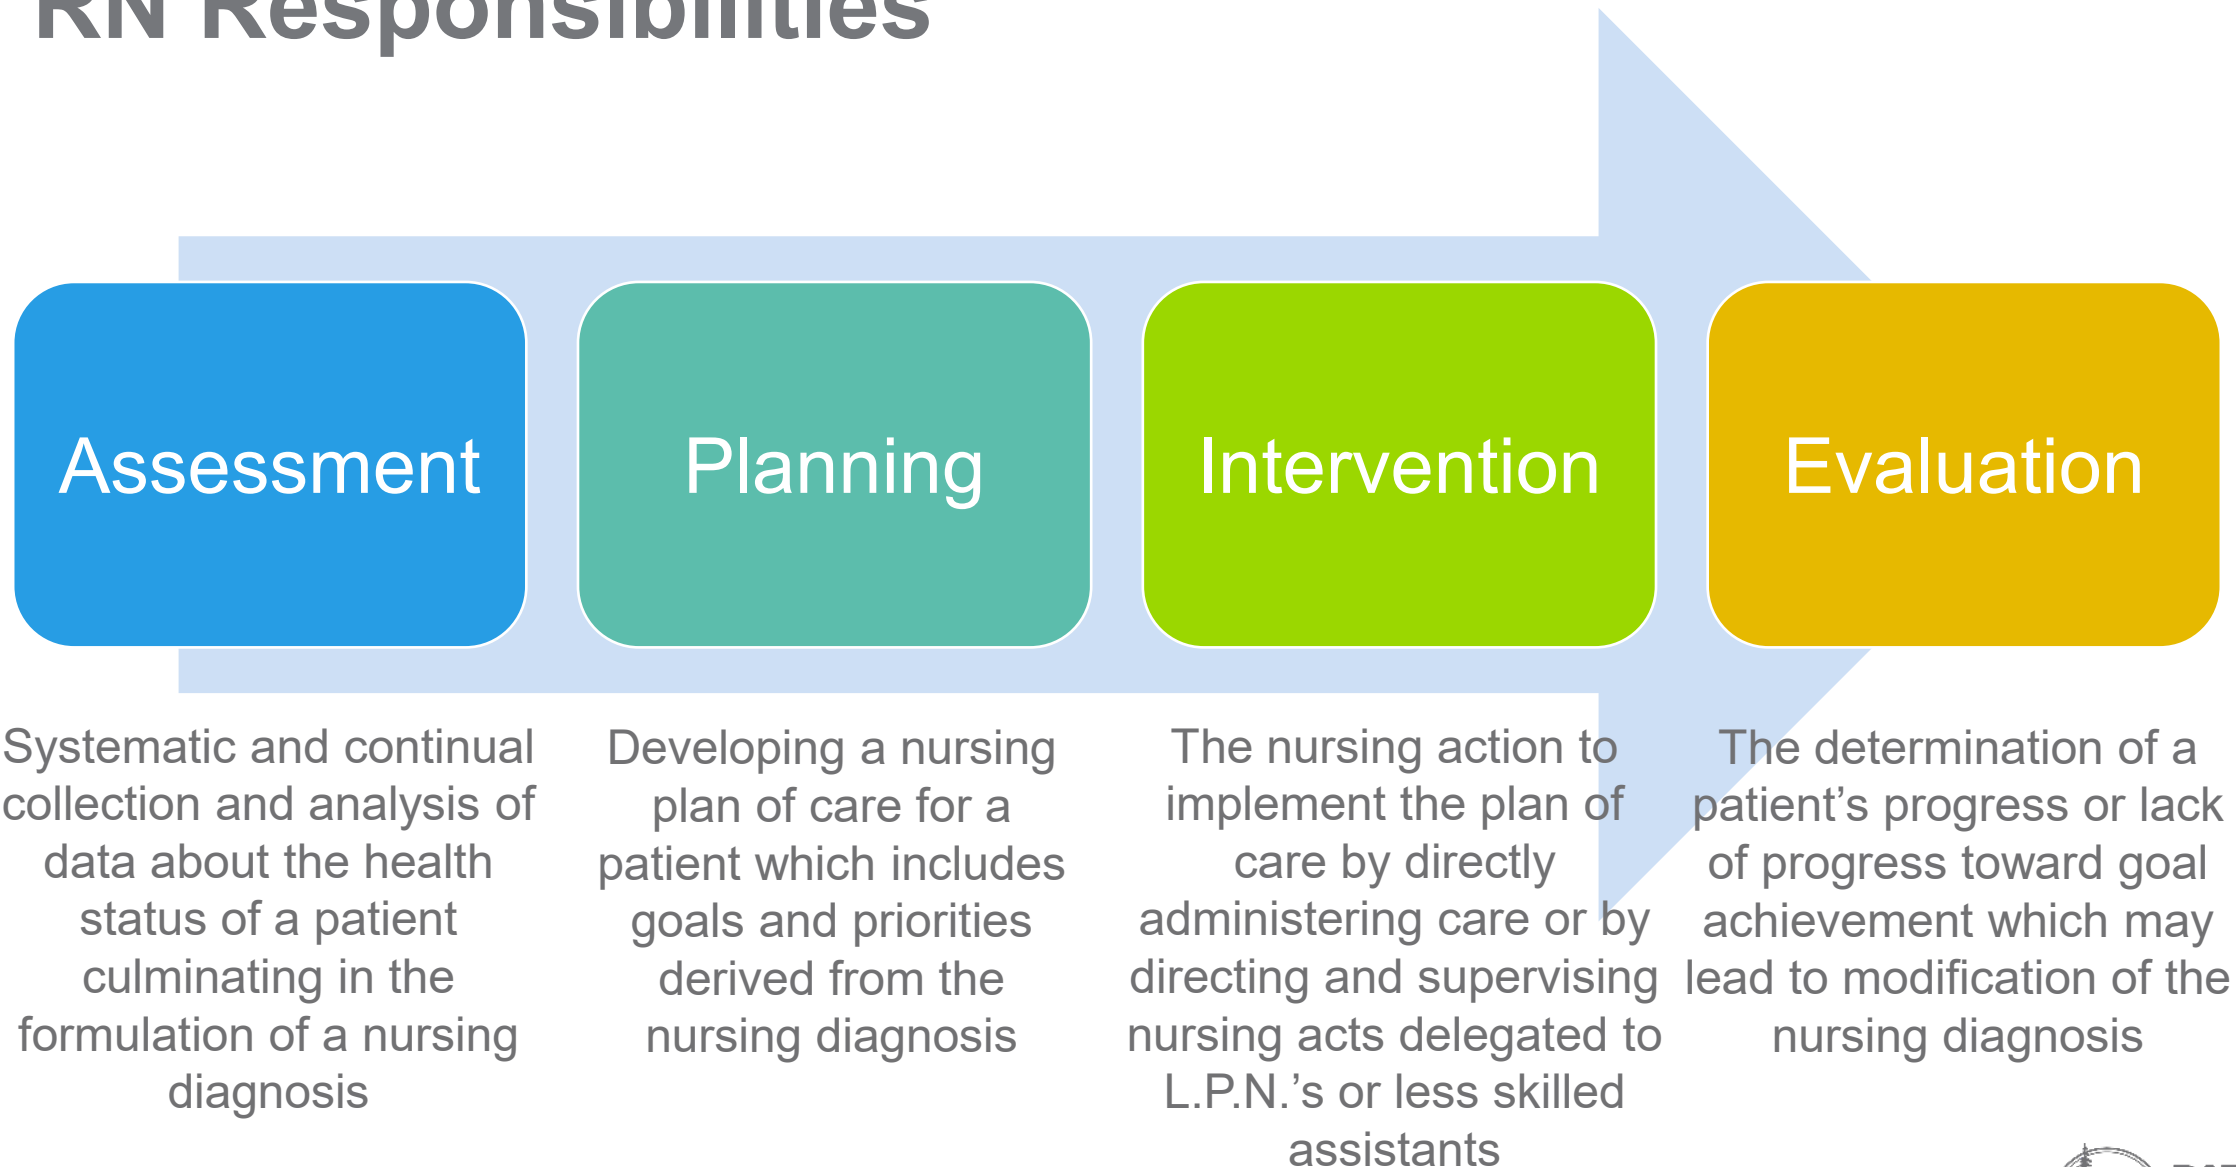 RN Responsibilities
Assessment
Planning
Intervention
Evaluation
Systematic and continual
collection and analysis of
data about the health
status of a patient
culminating in the
formulation of a nursing
diagnosis
Developing a nursing
plan of care for a
patient which includes
goals and priorities
derived from the
nursing diagnosis
The nursing action to
implement the plan of
care by directly
administering care or by
directing and supervising
nursing acts delegated to
L.P.N.’s or less skilled
assistants
The determination of a
patient’s progress or lack
of progress toward goal
achievement which may
lead to modification of the
nursing diagnosis